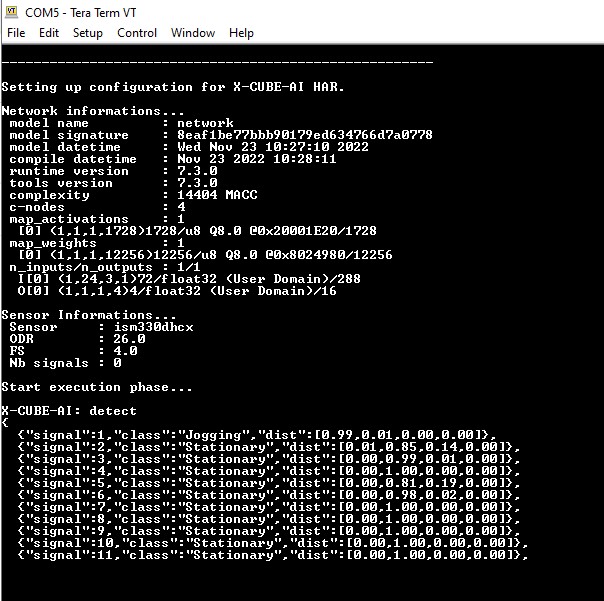 COM5 - Tera Term VT
File Edit Setup Control Window Help
------------------------------------------------------
Setting up configuration for X-CUBE-AI HAR.
Network informations...
model name : network
model signature : 8eaf1be77bbb90179ed634766d7a0778
model datetime : Wed Nov 23 10:27:10 2022
compile datetime : Nov 23 2022 10:28:11
runtime version : 7.3.0
tools version : 7.3.0
complexity : 14404 MACC
c-nodes : 4
map_activations : 1
[0] (1,1,1,1728)1728/u8 Q8.0 @0x20001E20/1728
map_weights : 1
[0] (1,1,1,12256)12256/u8 Q8.0 @0x8024980/12256
n_inputs/n_outputs : 1/1
I[0] (1,24,3,1)72/float32 (User Domain)/288
O[0] (1,1,1,4)4/float32 (User Domain)/16
Sensor Informations...
Sensor : ism330dhcx
ODR : 26.0
FS : 4.0
Nb signals : 0
Start execution phase...
X-CUBE-AI: detect
{
{"signal":1,"class":"Jogging","dist":[0.99,0.01,0.00,0.00]},
{"signal":2,"class":"Stationary","dist":[0.01,0.85,0.14,0.00]},
{"signal":3,"class":"Stationary","dist":[0.00,0.99,0.01,0.00]},
{"signal":4,"class":"Stationary","dist":[0.00,1.00,0.00,0.00]},
{"signal":5,"class":"Stationary","dist":[0.00,0.81,0.19,0.00]},
{"signal":6,"class":"Stationary","dist":[0.00,0.98,0.02,0.00]},
{"signal":7,"class":"Stationary","dist":[0.00,1.00,0.00,0.00]},
{"signal":8,"class":"Stationary","dist":[0.00,1.00,0.00,0.00]},
{"signal":9,"class":"Stationary","dist":[0.00,1.00,0.00,0.00]},
{"signal":10,"class":"Stationary","dist":[0.00,1.00,0.00,0.00]},
{"signal":11,"class":"Stationary","dist":[0.00,1.00,0.00,0.00]},